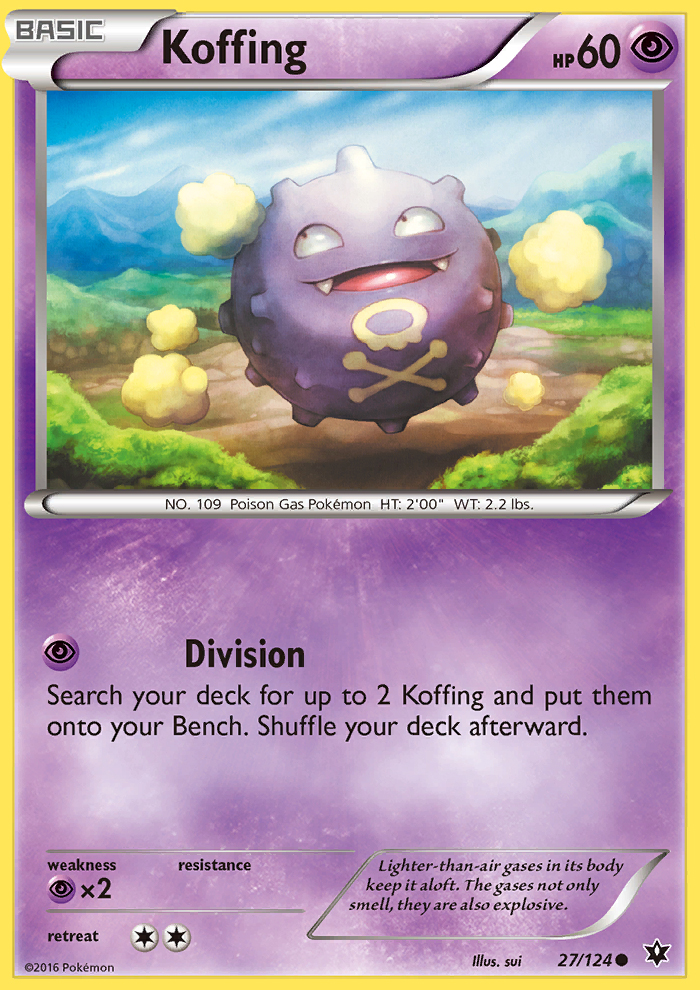 BASIC
Koffing
HP60
NO. 109 Poison Gas Pokémon HT: 2'00" WT: 2.2 lbs.
Division
Search your deck for up to 2 Koffing and put them
onto your Bench. Shuffle your deck afterward.
weakness
resistance
×2
retreat
Lighter-than-air gases in its body
keep it aloft. The gases not only
smell, they are also explosive.
©2016 Pokémon
Illus. sui
27/124